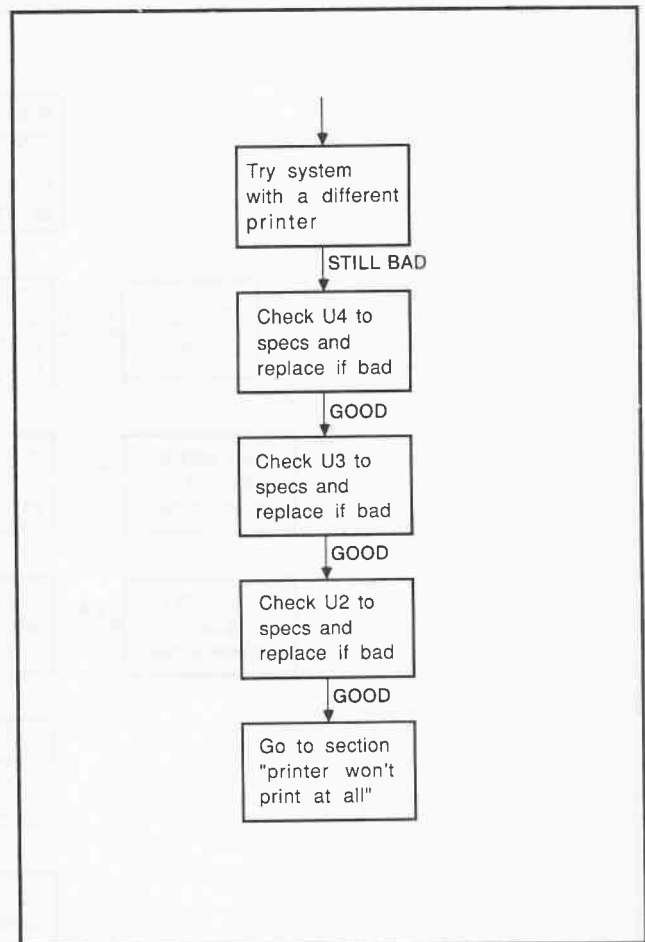 Try system
with a different
printer
STILL BAD
Check U4 to
specs and
replace if bad
GOOD
Check U3 to
specs and
replace if bad
GOOD
Check U2 to
specs and
replace if bad
GOOD
Go to section
"printer won't
print at all"